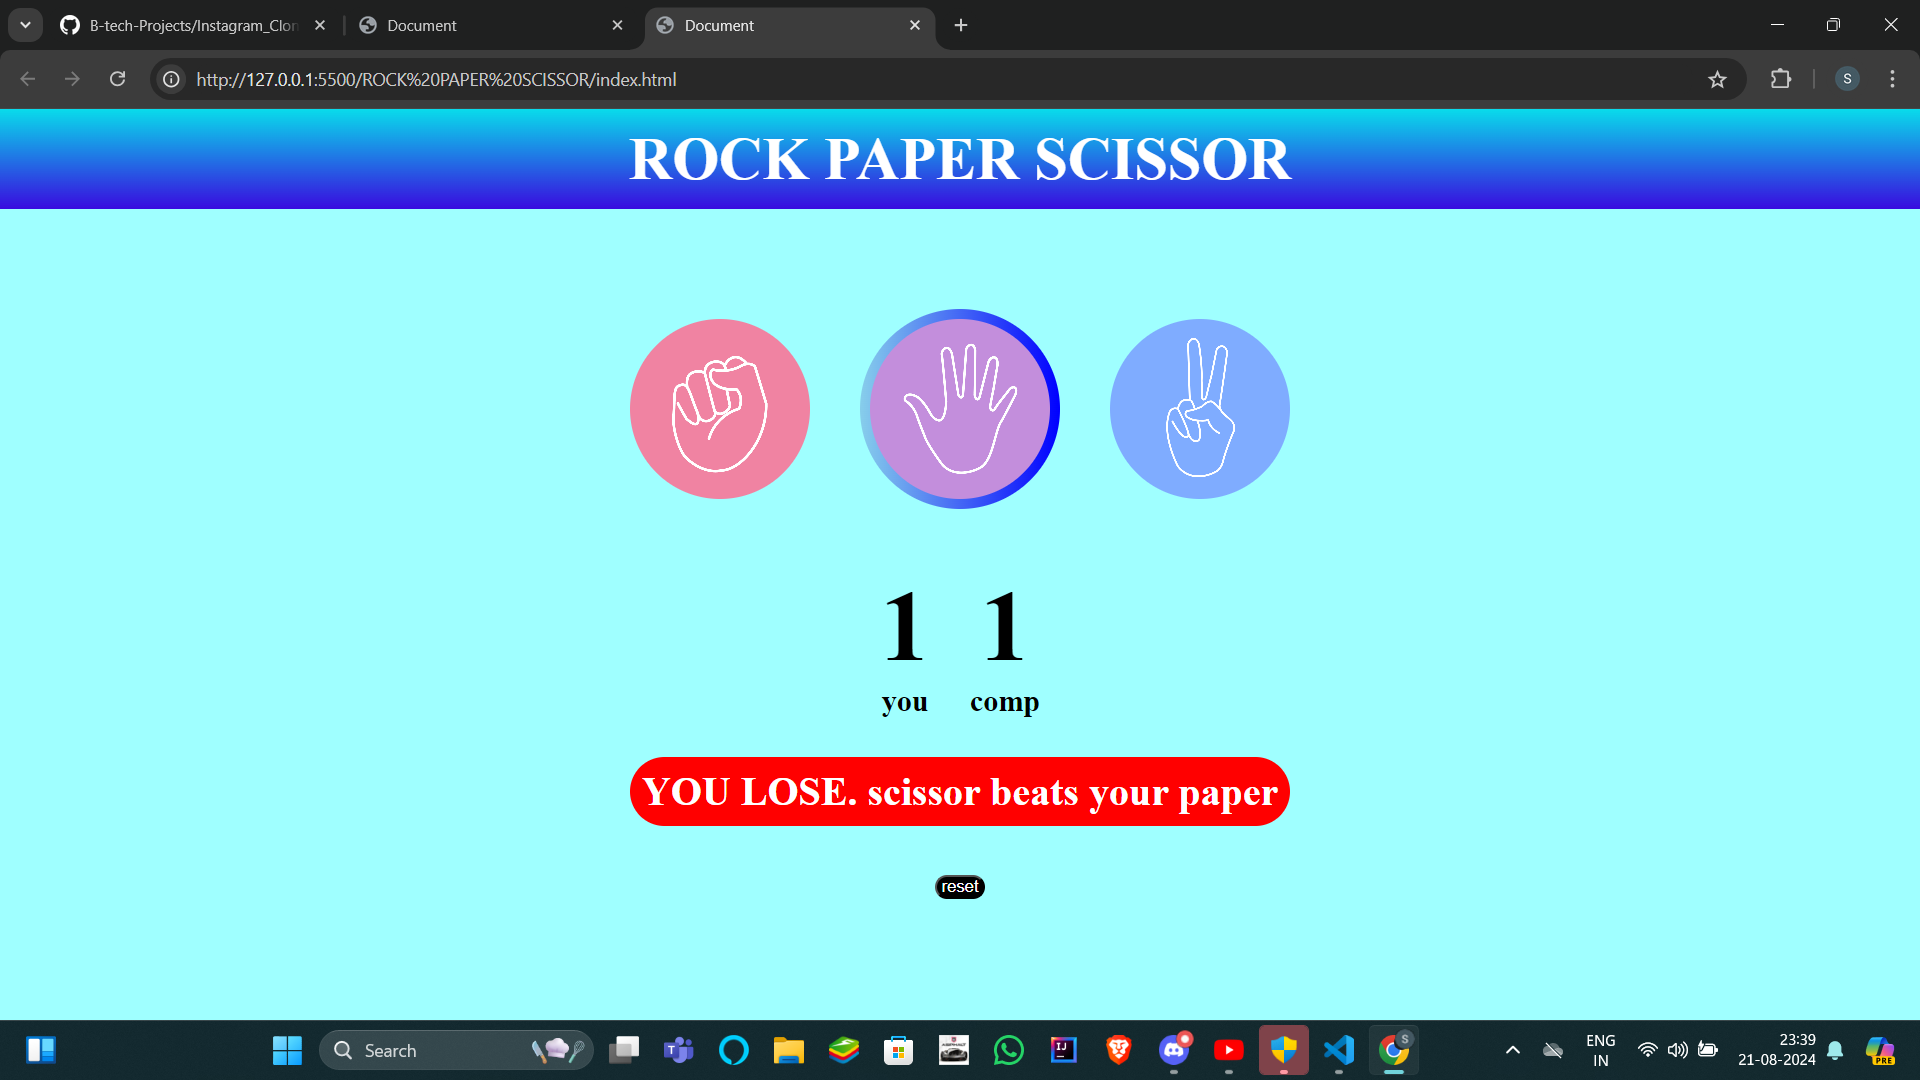 B-tech-Projects/Instagram_Clon
Document
Document
http://127.0.0.1:5500/ROCK%20PAPER%20SCISSOR/index.html
S
ROCK PAPER SCISSOR
1 1
you comp
YOU LOSE. scissor beats your paper
reset
Search
T
IJ
S
ENG
IN
23:39
21-08-2024
PRE